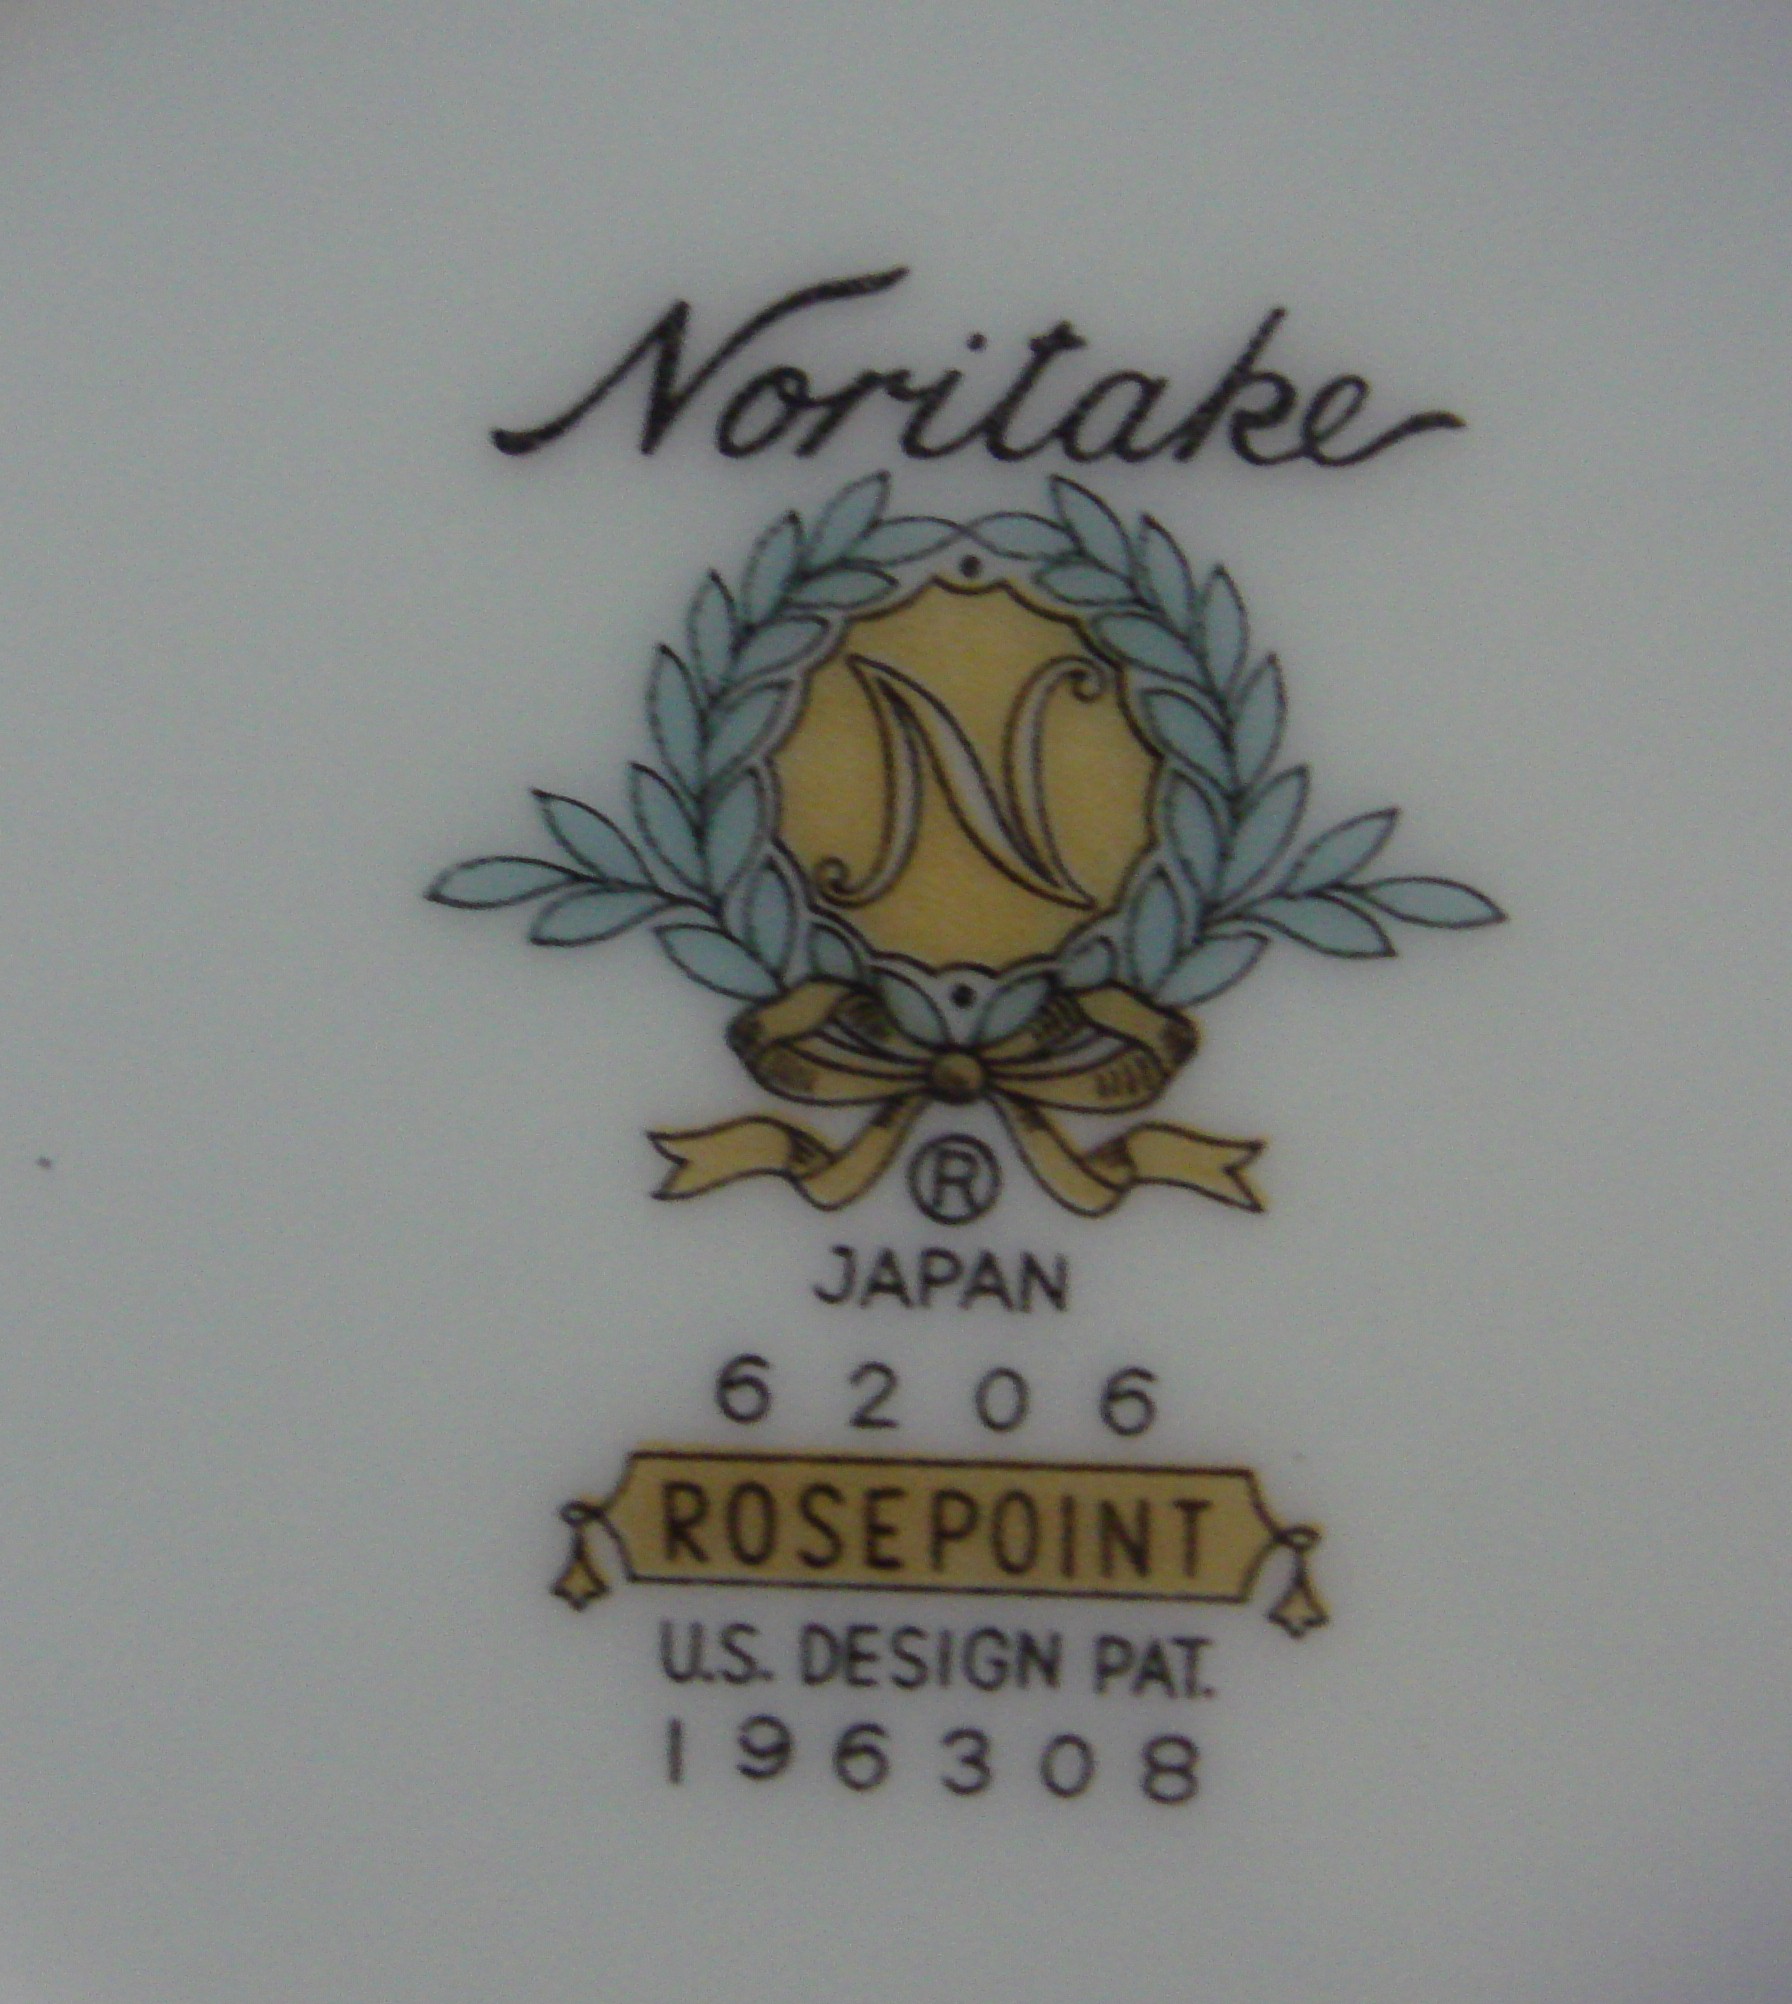 Noritake
N
®
JAPAN
6206
ROSEPOINT
U.S. DESIGN PAT.
196308